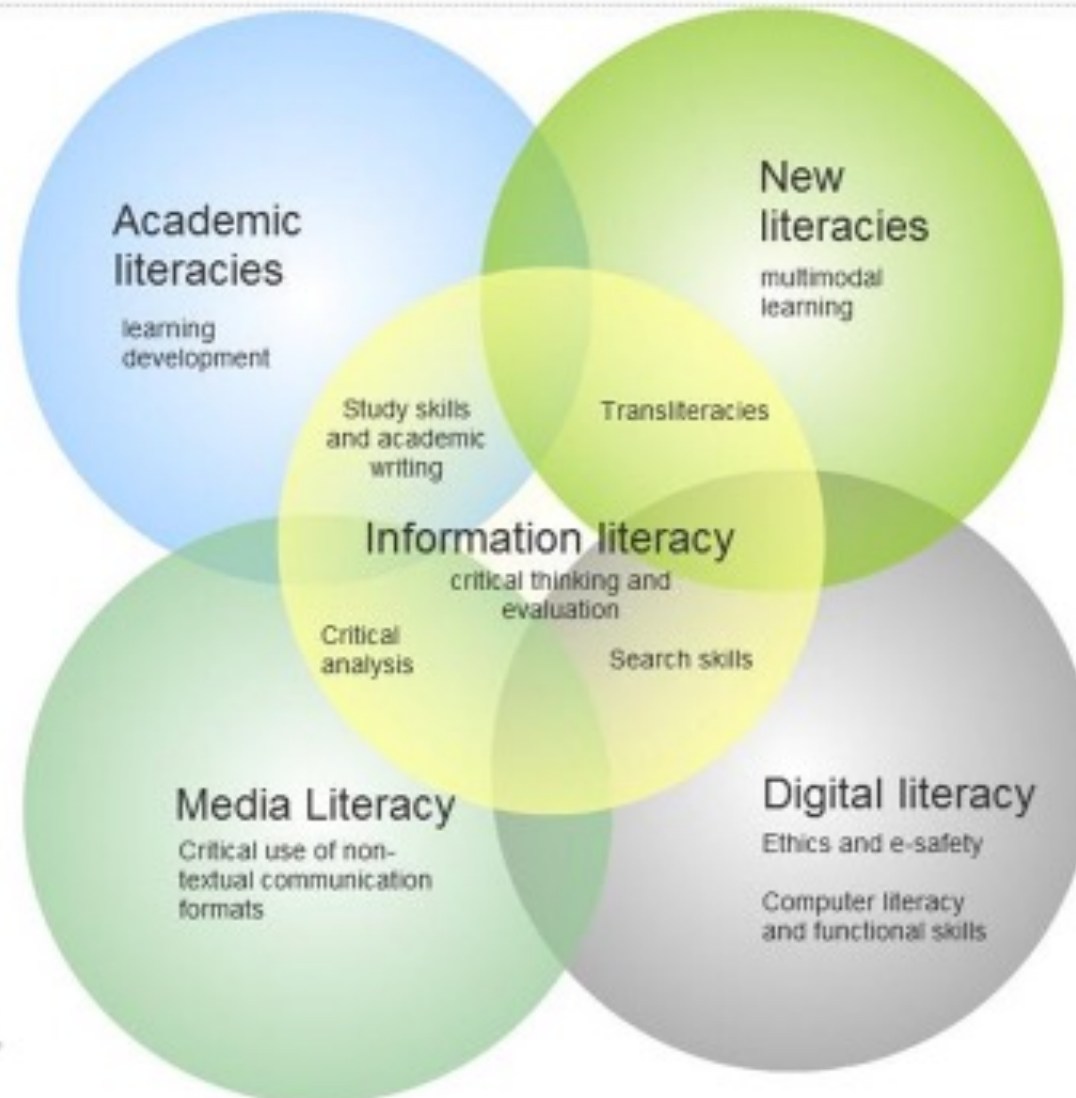 Academic
literacies
learning
development
New
literacies
multimodal
learning
Study skills
and academic
writing
Transliteracies
Information literacy
critical thinking and
evaluation
Critical
analysis
Search skills
Media Literacy
Critical use of non-
textual communication
formats
Digital literacy
Ethics and e-safety
Computer literacy
and functional skills